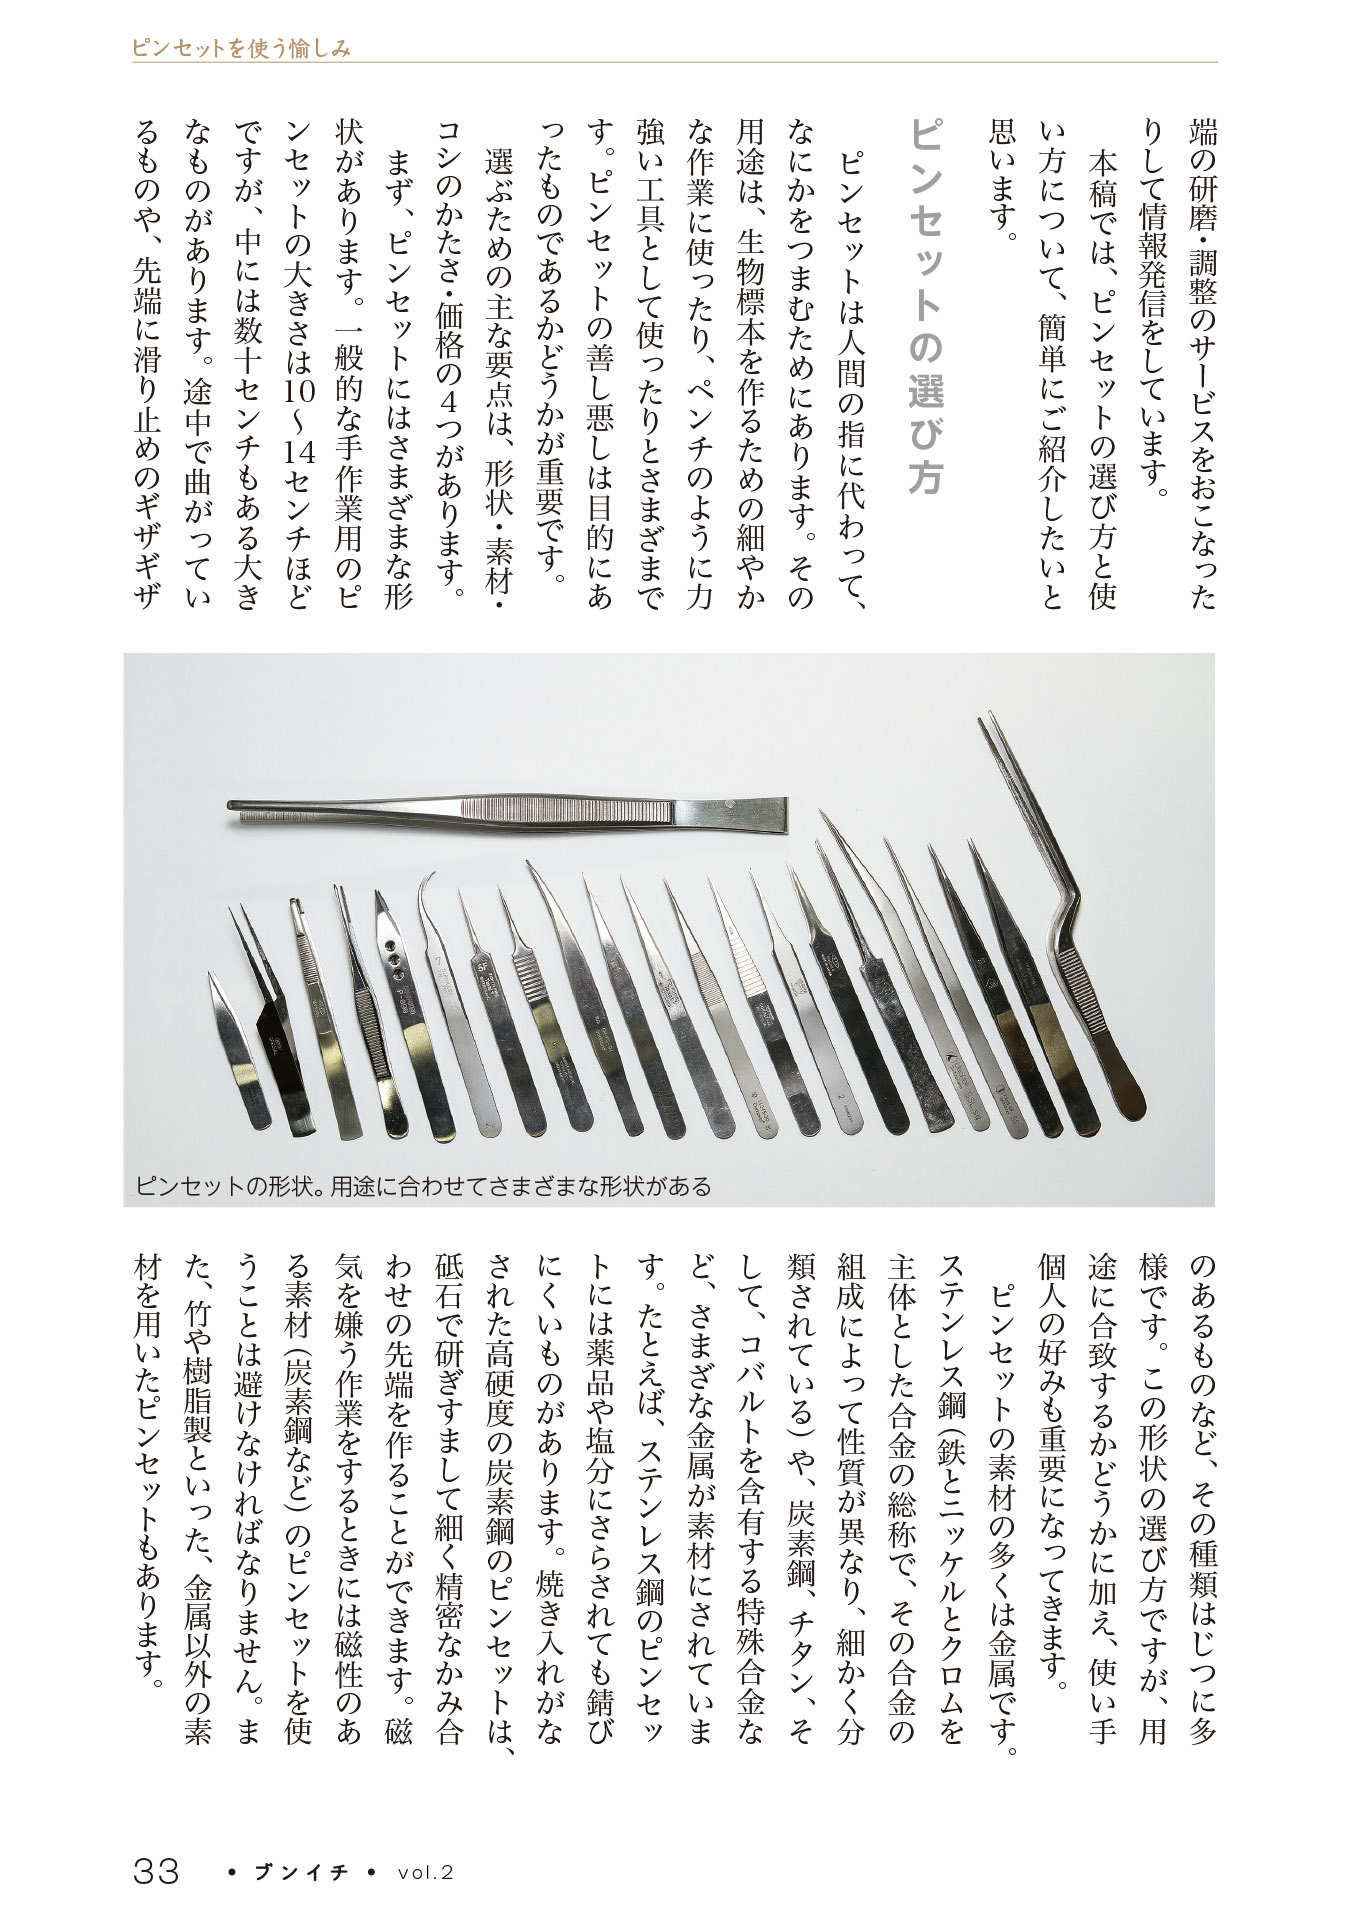 ピンセットを使う愉しみ
端の研磨・調整のサービスをおこなった
りして情報発信をしています。
　本稿では、ピンセットの選び方と使
い方について、簡単にご紹介したいと
思います。
ピンセットの選び方
　ピンセットは人間の指に代わって、
なにかをつまむためにあります。その
用途は、生物標本を作るための細やか
な作業に使ったり、ペンチのように力
強い工具として使ったりとさまざまで
す。ピンセットの善し悪しは目的にあ
ったものであるかどうかが重要です。
　選ぶための主な要点は、形状・素材・
コシのかたさ・価格の４つがあります。
　まず、ピンセットにはさまざまな形
状があります。一般的な手作業用のピ
ンセットの大きさは10〜14センチほど
ですが、中には数十センチもある大き
なものがあります。途中で曲がってい
るものや、先端に滑り止めのギザギザ
ピンセットの形状。用途に合わせてさまざまな形状がある
のあるものなど、その種類はじつに多
様です。この形状の選び方ですが、用
途に合致するかどうかに加え、使い手
個人の好みも重要になってきます。
　ピンセットの素材の多くは金属です。
ステンレス鋼（鉄とニッケルとクロムを
主体とした合金の総称で、その合金の
組成によって性質が異なり、細かく分
類されている）や、炭素鋼、チタン、そ
して、コバルトを含有する特殊合金な
ど、さまざな金属が素材にされていま
す。たとえば、ステンレス鋼のピンセッ
トには薬品や塩分にさらされても錆び
にくいものがあります。焼き入れがな
された高硬度の炭素鋼のピンセットは、
砥石で研ぎすまして細く精密なかみ合
わせの先端を作ることができます。磁
気を嫌う作業をするときには磁性のあ
る素材（炭素鋼など）のピンセットを使
うことは避けなければなりません。ま
た、竹や樹脂製といった、金属以外の素
材を用いたピンセットもあります。
33 • ブンイチ • vol.2